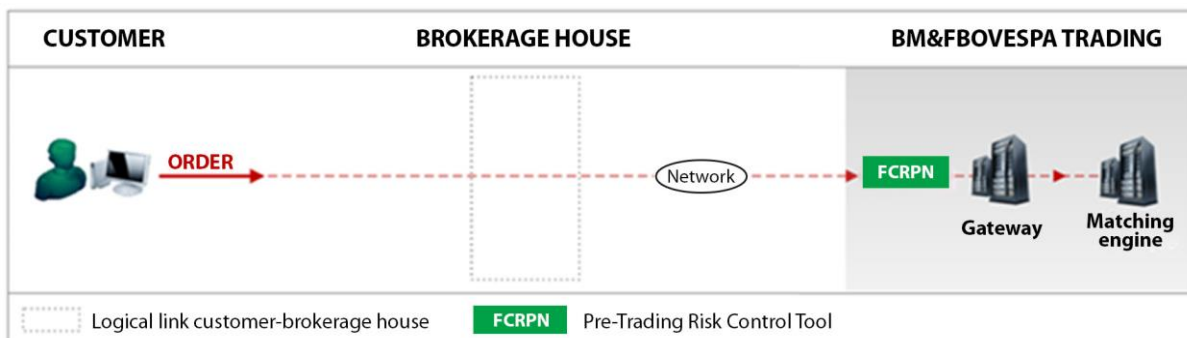 CUSTOMER
BROKERAGE HOUSE
BM&FBOVESPA TRADING
ORDER
Network
FCRPN
Gateway
Matching
engine
Logical link customer-brokerage house
FCRPN
Pre-Trading Risk Control Tool